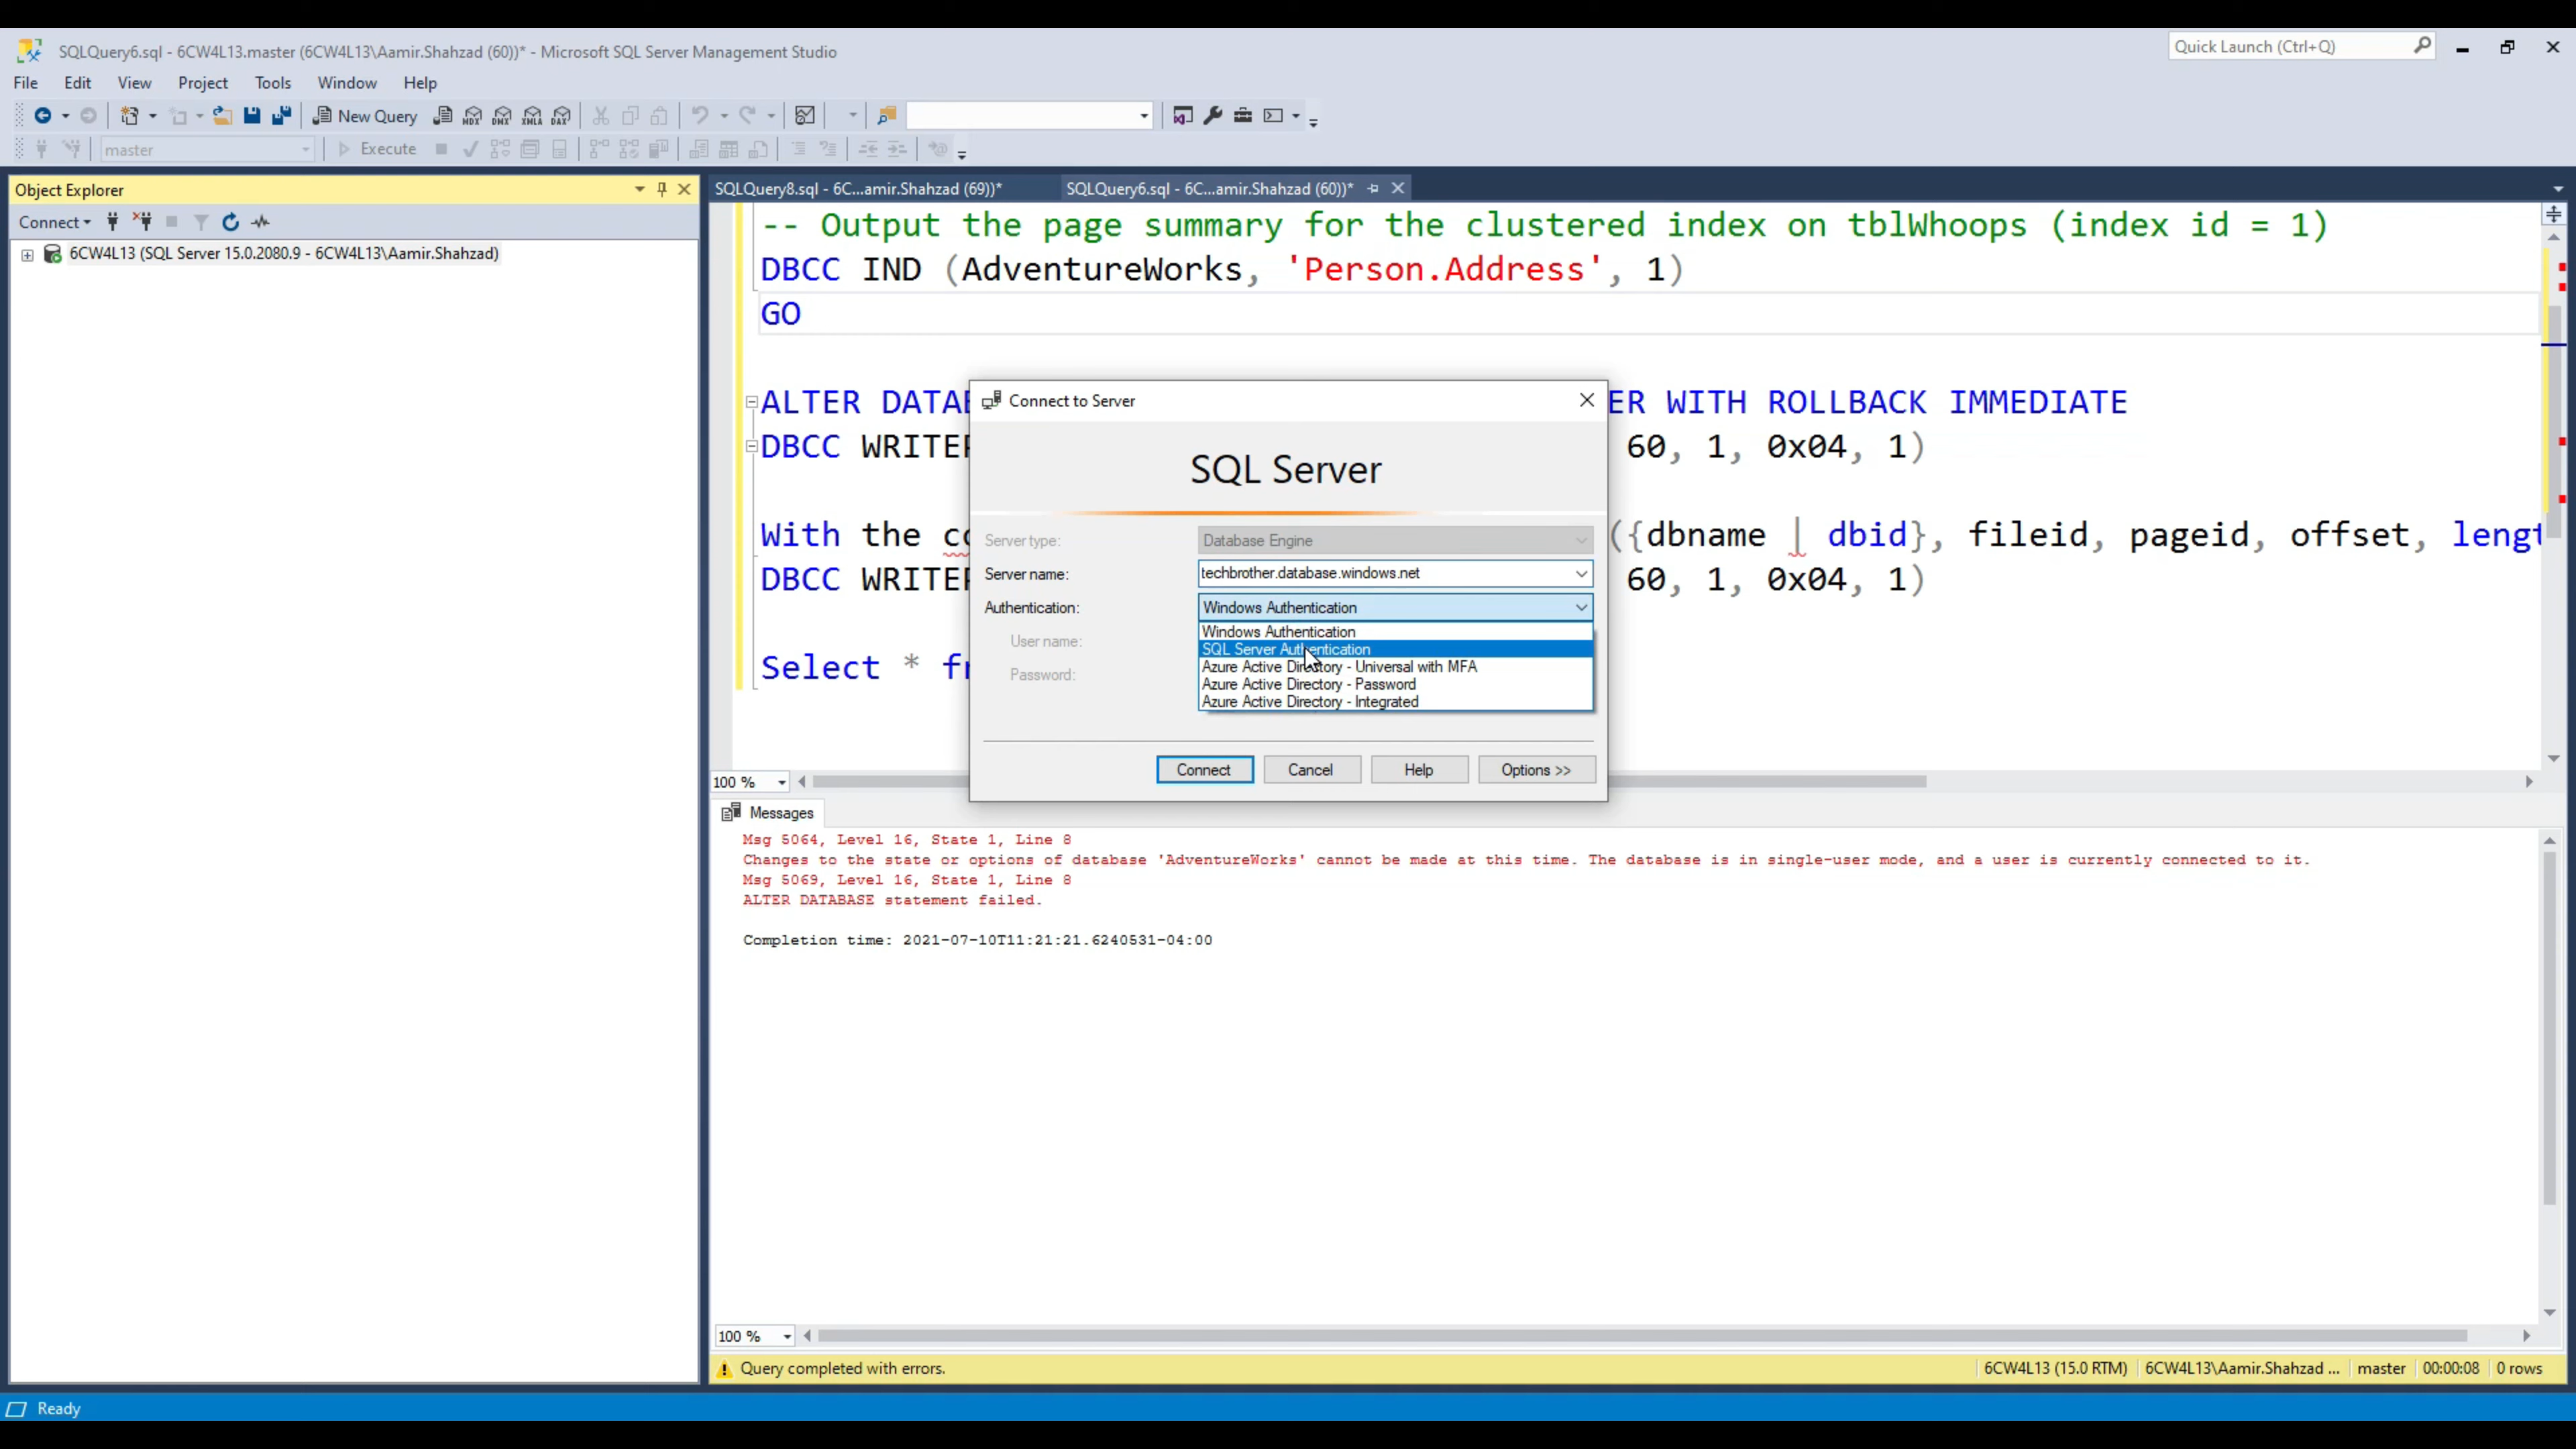 SQLQuery6.sql - 6CW4L13.master (6CW4L13\Aamir.Shahzad (60))* - Microsoft SQL Server Management Studio
Quick Launch (Ctrl+Q)
File Edit View Project Tools Window Help
New Query MDX DMX XMLA DAX
master Execute
Object Explorer
SQLQuery8.sql - 6C...amir.Shahzad (69))* SQLQuery6.sql - 6C...amir.Shahzad (60))*
Connect
6CW4L13 (SQL Server 15.0.2080.9 - 6CW4L13\Aamir.Shahzad)
-- Output the page summary for the clustered index on tblWhoops (index id = 1)
DBCC IND (AdventureWorks, 'Person.Address', 1)
GO
ALTER DATAB ER WITH ROLLBACK IMMEDIATE
DBCC WRITEP 60, 1, 0x04, 1)
With the co ({dbname | dbid}, fileid, pageid, offset, lengt
DBCC WRITEP 60, 1, 0x04, 1)
Select * fr
Connect to Server
SQL Server
Server type: Database Engine
Server name: techbrother.database.windows.net
Authentication: Windows Authentication
Windows Authentication
User name:
SQL Server Authentication
Azure Active Directory - Universal with MFA
Password:
Azure Active Directory - Password
Azure Active Directory - Integrated
Connect Cancel Help Options >>
100 %
Messages
Msg 5064, Level 16, State 1, Line 8
Changes to the state or options of database 'AdventureWorks' cannot be made at this time. The database is in single-user mode, and a user is currently connected to it.
Msg 5069, Level 16, State 1, Line 8
ALTER DATABASE statement failed.
Completion time: 2021-07-10T11:21:21.6240531-04:00
100 %
Query completed with errors. 6CW4L13 (15.0 RTM) 6CW4L13\Aamir.Shahzad ... master 00:00:08 0 rows
Ready